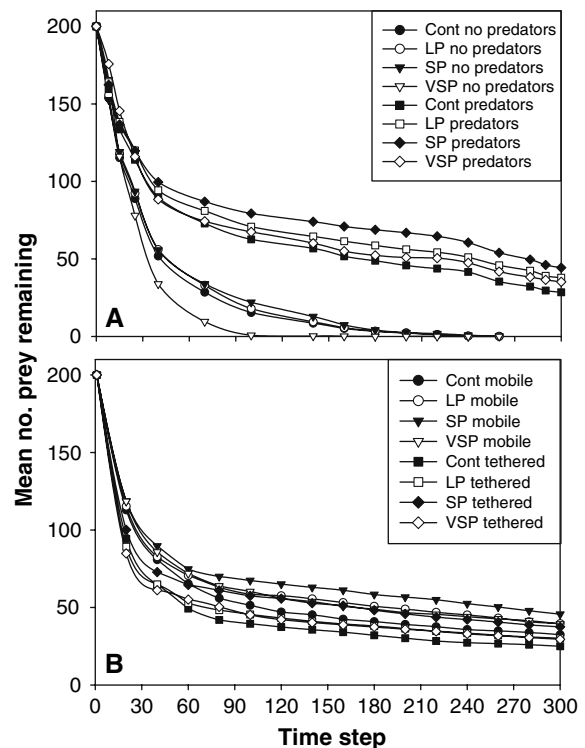 200
150
100
50
0
A
Cont no predators
LP no predators
SP no predators
VSP no predators
Cont predators
LP predators
SP predators
VSP predators
Mean no. prey remaining
200
150
100
50
0
B
Cont mobile
LP mobile
SP mobile
VSP mobile
Cont tethered
LP tethered
SP tethered
VSP tethered
0 30 60 90 120 150 180 210 240 270 300
Time step